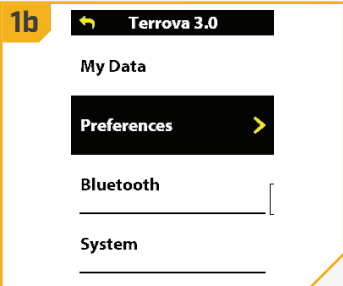 1b
Terrova 3.0
My Data
Preferences
Bluetooth
System